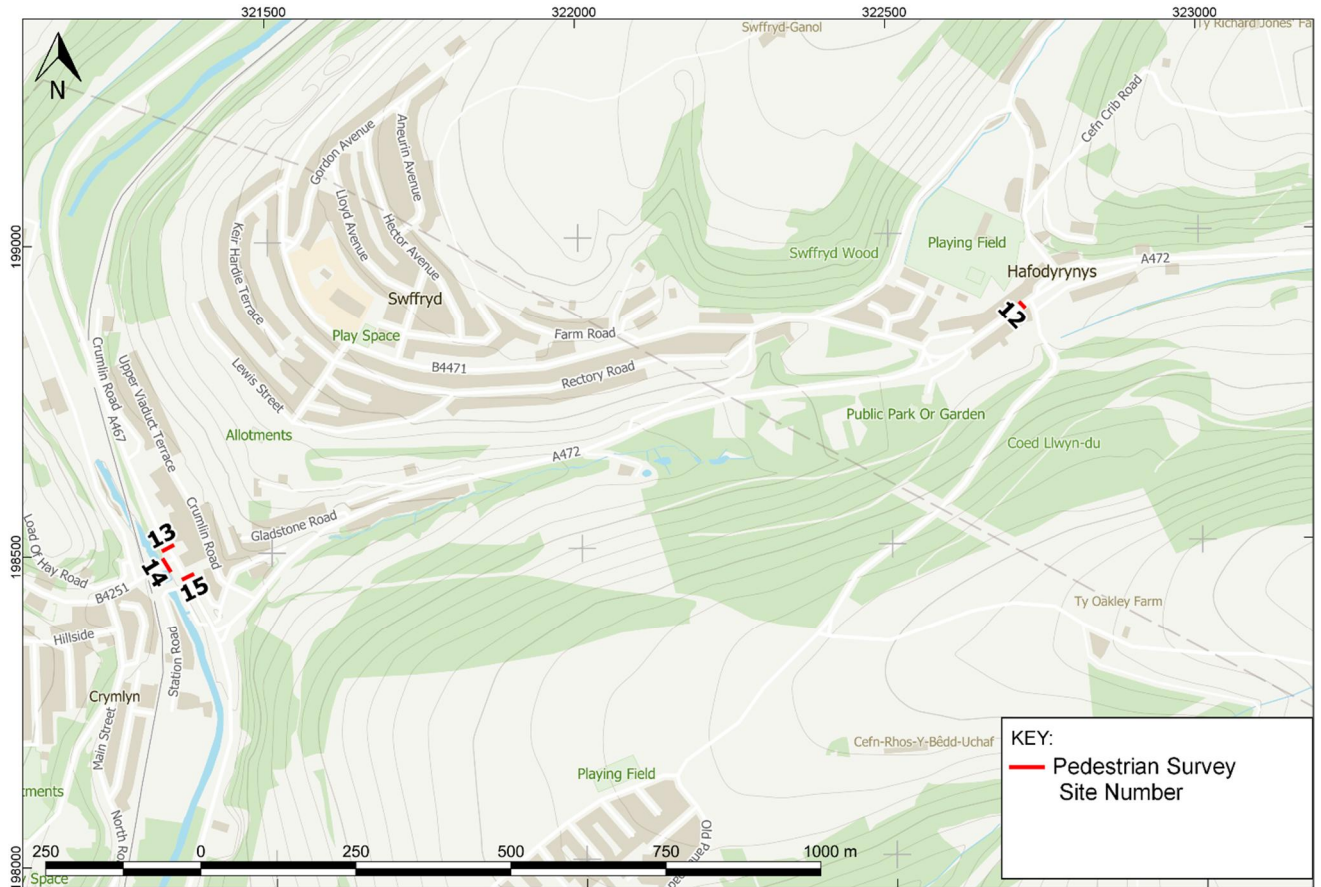 321500
322000
322500
323000
Swffryd-Ganol
Ty Richard Jones' Fa
N
Cefn Crib Road
Gordon Avenue
Aneurin Avenue
Lloyd Avenue
Hector Avenue
Keir Hardie Terrace
199000
Swffryd Wood
Playing Field
Hafodyrynys
A472
Swffryd
12
Play Space
Farm Road
B4471
Rectory Road
Crumlin Road A467
Upper Viaduct Terrace
Lewis Street
Public Park Or Garden
Allotments
Coed Llwyn-du
A472
Crumlin Road
Gladstone Road
198500
Load Of Hay Road
13
14
15
B4251
Ty Oakley Farm
Hillside
Station Road
Crymlyn
Main Street
Cefn-Rhos-Y-Bêdd-Uchaf
KEY:
Pedestrian Survey
Site Number
Playing Field
tments
North Ro
198000
y Space
250
0
250
500
750
1000 m